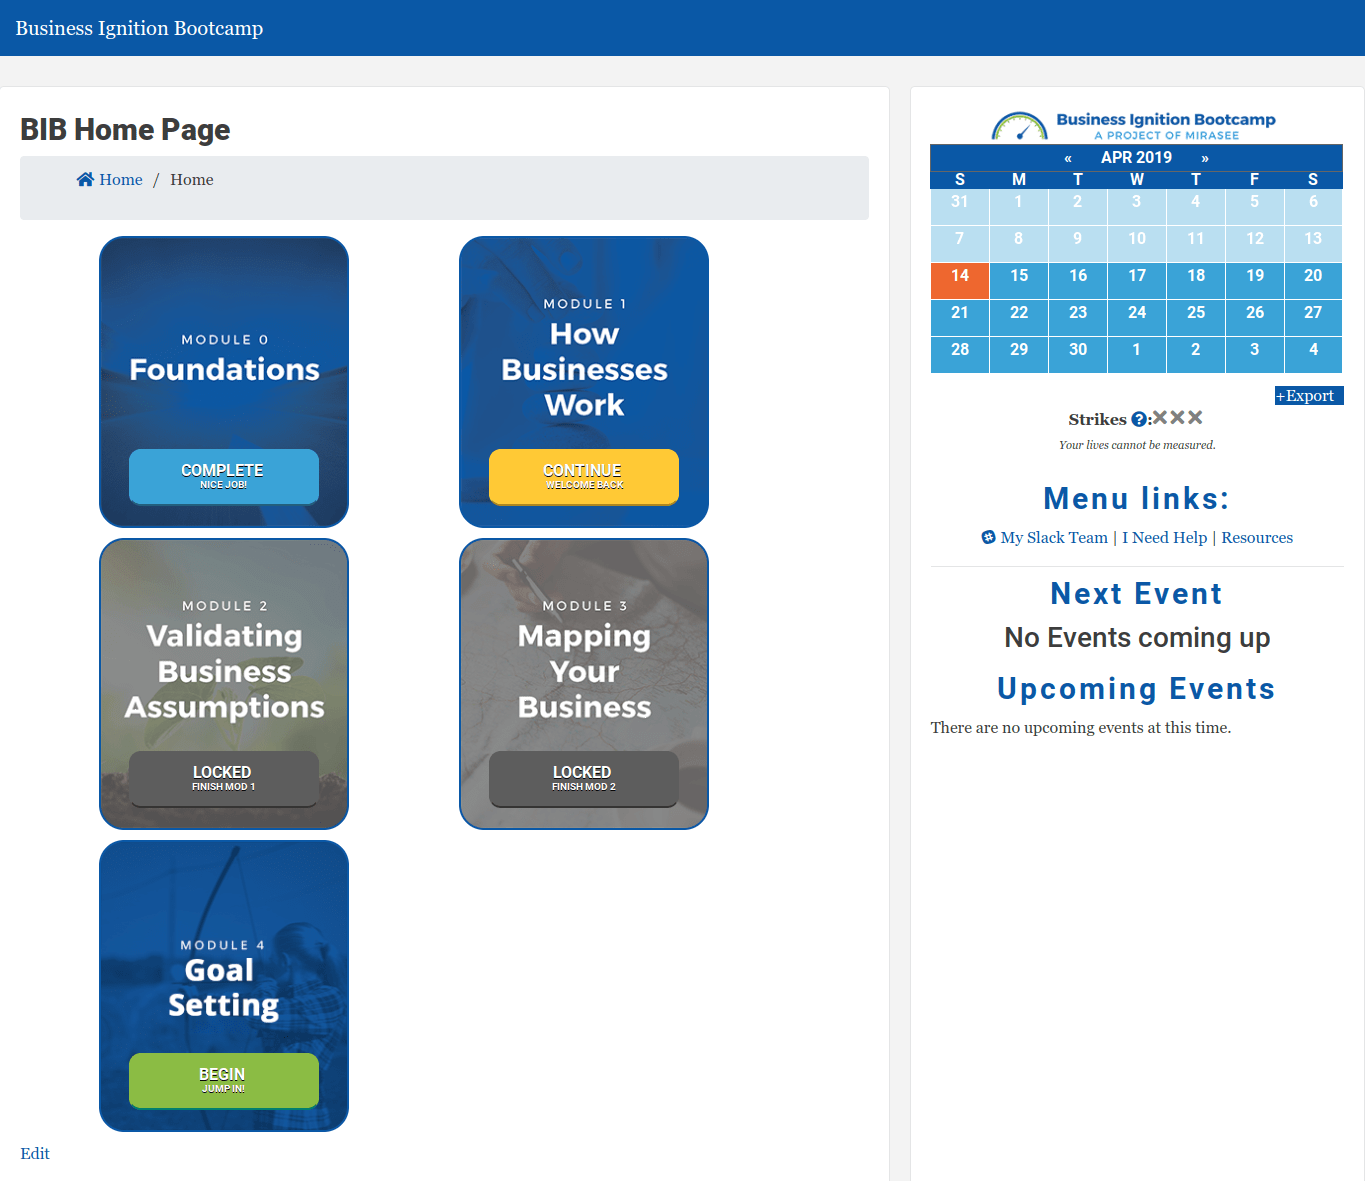 Business Ignition Bootcamp
BIB Home Page
Home / Home
MODULE 0
Foundations
COMPLETE
NICE JOB!
MODULE 1
How
Businesses
Work
CONTINUE
WELCOME BACK
MODULE 2
Validating
Business
Assumptions
LOCKED
FINISH MOD 1
MODULE 3
Mapping
Your
Business
LOCKED
FINISH MOD 2
MODULE 4
Goal
Setting
BEGIN
JUMP IN!
Edit
Business Ignition Bootcamp
A PROJECT OF MIRASEE
« APR 2019 »
S M T W T F S
31 1 2 3 4 5 6
7 8 9 10 11 12 13
14 15 16 17 18 19 20
21 22 23 24 25 26 27
28 29 30 1 2 3 4
+Export
Strikes ?:
Your lives cannot be measured.
Menu links:
My Slack Team | I Need Help | Resources
Next Event
No Events coming up
Upcoming Events
There are no upcoming events at this time.